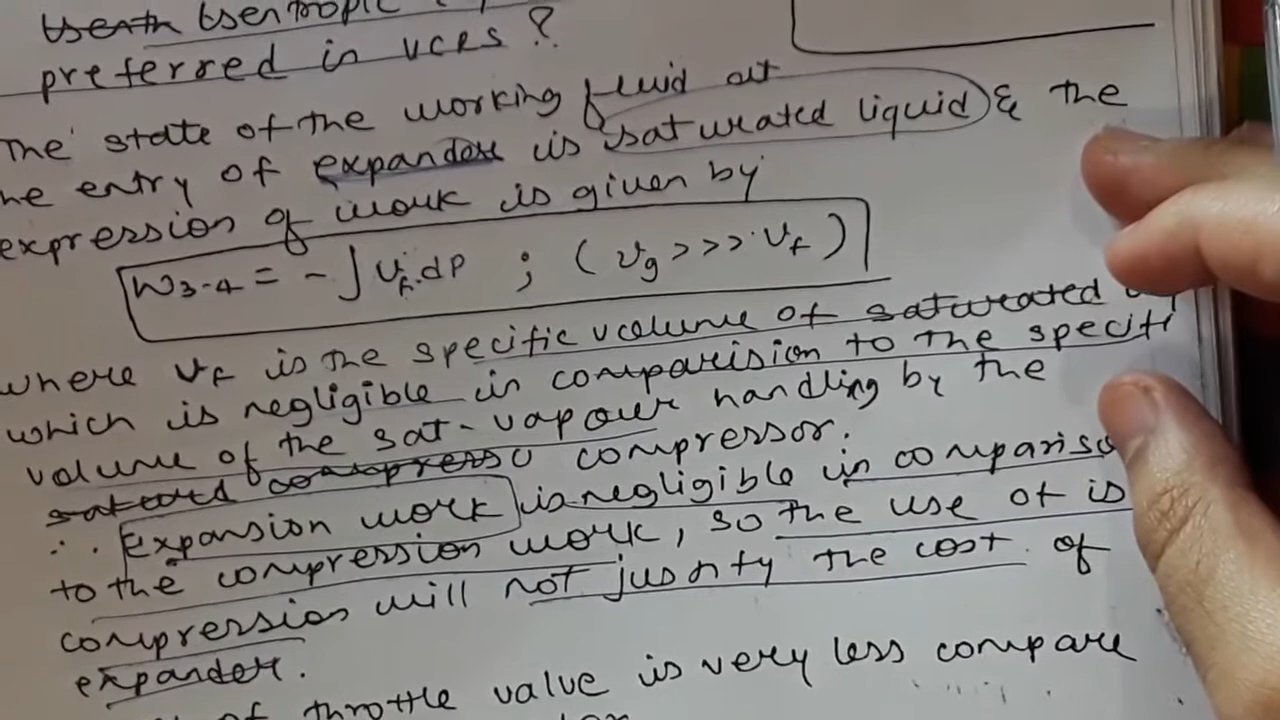 Isentropic
preferred in VCRS ?
The state of the working fluid at
he entry of expander is saturated liquid & the
expression of work is given by
W3-4 = - ∫ Vf.dP ; ( Vg >>> Vf )
where Vf is the specific volume of saturated
which is negligible in comparision to the specifi
volume of the sat- vapour handling by the
compressor.
∴ Expansion work is negligible in compariso
to the compression work, so the use of is
compression will not justify the cost of
expander.
of throttle value is very less compare